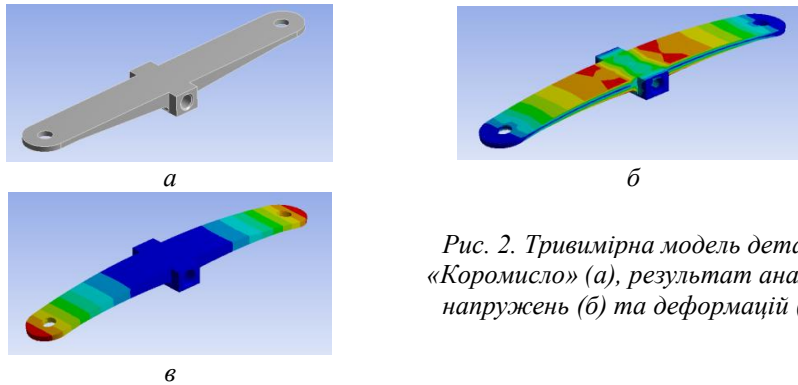 а
б
в
Рис. 2. Тривимірна модель дета
«Коромисло» (а), результат ана
напружень (б) та деформацій (